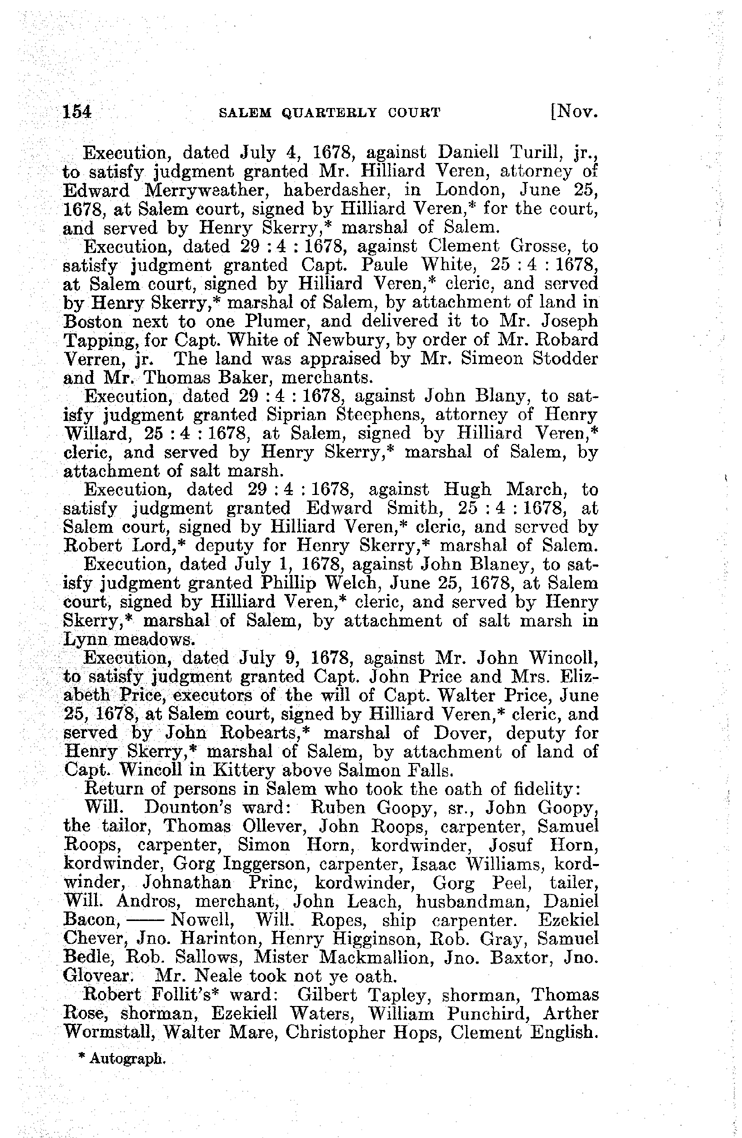 154 SALEM QUARTERLY COURT [Nov.
Execution, dated July 4, 1678, against Daniell Turill, jr.,
to satisfy judgment granted Mr. Hilliard Veren, attorney of
Edward Merryweather, haberdasher, in London, June 25,
1678, at Salem court, signed by Hilliard Veren,* for the court,
and served by Henry Skerry,* marshal of Salem.
Execution, dated 29 : 4 : 1678, against Clement Grosse, to
satisfy judgment granted Capt. Paule White, 25 : 4 : 1678,
at Salem court, signed by Hilliard Veren,* cleric, and served
by Henry Skerry,* marshal of Salem, by attachment of land in
Boston next to one Plumer, and delivered it to Mr. Joseph
Tapping, for Capt. White of Newbury, by order of Mr. Robard
Verren, jr. The land was appraised by Mr. Simeon Stodder
and Mr. Thomas Baker, merchants.
Execution, dated 29 : 4 : 1678, against John Blany, to sat-
isfy judgment granted Siprian Steephens, attorney of Henry
Willard, 25 : 4 : 1678, at Salem, signed by Hilliard Veren,*
cleric, and served by Henry Skerry,* marshal of Salem, by
attachment of salt marsh.
Execution, dated 29 : 4 : 1678, against Hugh March, to
satisfy judgment granted Edward Smith, 25 : 4 : 1678, at
Salem court, signed by Hilliard Veren,* cleric, and served by
Robert Lord,* deputy for Henry Skerry,* marshal of Salem.
Execution, dated July 1, 1678, against John Blaney, to sat-
isfy judgment granted Phillip Welch, June 25, 1678, at Salem
court, signed by Hilliard Veren,* cleric, and served by Henry
Skerry,* marshal of Salem, by attachment of salt marsh in
Lynn meadows.
Execution, dated July 9, 1678, against Mr. John Wincoll,
to satisfy judgment granted Capt. John Price and Mrs. Eliz-
abeth Price, executors of the will of Capt. Walter Price, June
25, 1678, at Salem court, signed by Hilliard Veren,* cleric, and
served by John Robearts,* marshal of Dover, deputy for
Henry Skerry,* marshal of Salem, by attachment of land of
Capt. Wincoll in Kittery above Salmon Falls.
Return of persons in Salem who took the oath of fidelity:
Will. Dounton's ward: Ruben Goopy, sr., John Goopy,
the tailor, Thomas Ollever, John Roops, carpenter, Samuel
Roops, carpenter, Simon Horn, kordwinder, Josuf Horn,
kordwinder, Gorg Inggerson, carpenter, Isaac Williams, kord-
winder, Johnathan Princ, kordwinder, Gorg Peel, tailer,
Will. Andros, merchant, John Leach, husbandman, Daniel
Bacon, —— Nowell, Will. Ropes, ship carpenter. Ezekiel
Chever, Jno. Harinton, Henry Higginson, Rob. Gray, Samuel
Bedle, Rob. Sallows, Mister Mackmallion, Jno. Baxtor, Jno.
Glovear. Mr. Neale took not ye oath.
Robert Follit's* ward: Gilbert Tapley, shorman, Thomas
Rose, shorman, Ezekiell Waters, William Punchird, Arther
Wormstall, Walter Mare, Christopher Hops, Clement English.
* Autograph.